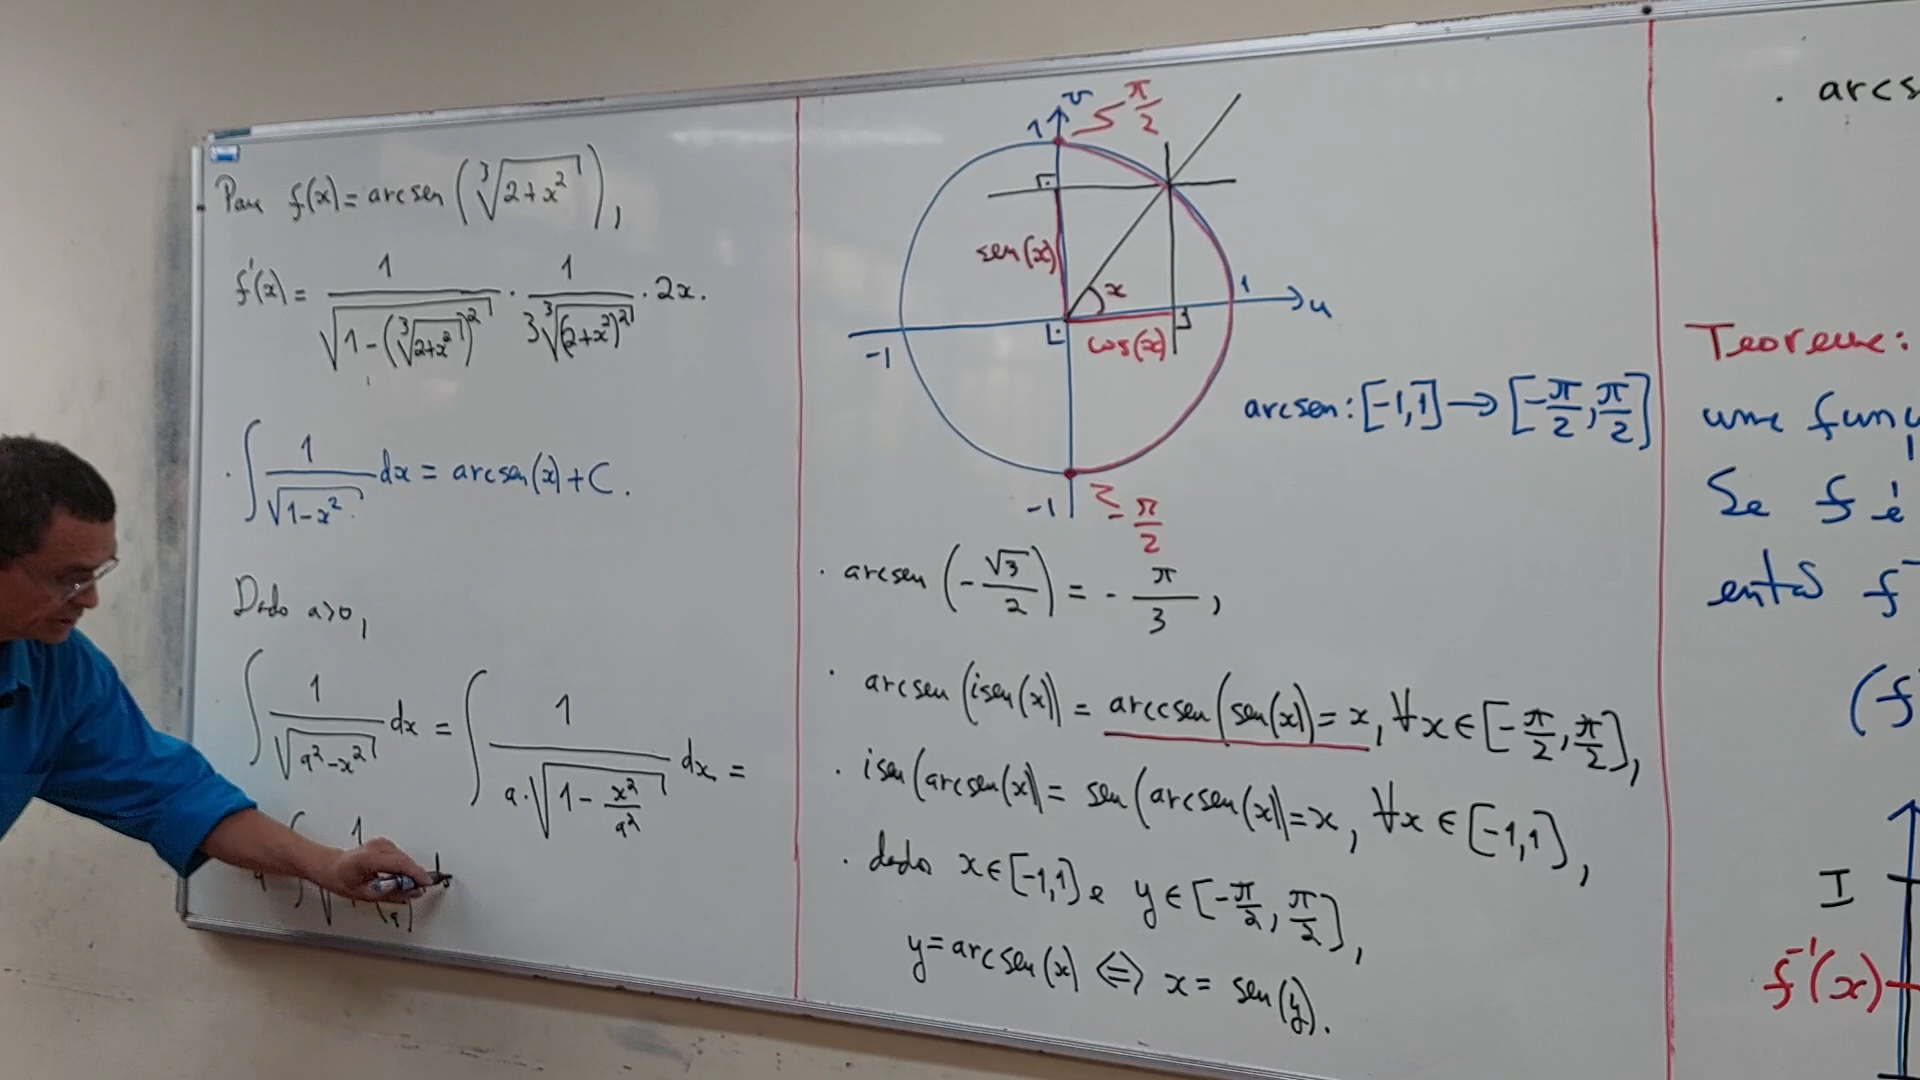 Para f(x) = arcsen (∛(2+x²)),
f'(x) = 1/√(1-(∛(2+x²))²) · 1/(3∛((2+x²)²)) · 2x.
· ∫ 1/√(1-x²) dx = arcsen(x) + C.
Dado a>0,
∫ 1/√(a²-x²) dx = ∫ 1/(a·√(1-x²/a²)) dx =
v
1
≤ π/2
sen(x)
x
1
u
-1
cos(x)
-1
≥ -π/2
arcsen: [-1,1] → [-π/2, π/2]
· arcsen (-√3/2) = -π/3,
· arcsen (isen(x)) = arccsen(sen(x)) = x, ∀x ∈ [-π/2, π/2],
· isen(arcsen(x)) = sen(arcsen(x)) = x, ∀x ∈ [-1,1],
· dados x ∈ [-1,1] e y ∈ [-π/2, π/2],
y = arcsen(x) ⇔ x = sen(y).
· arcs
Teorema:
uma funç
Se f é
então f⁻
(f
I
f⁻¹(x)